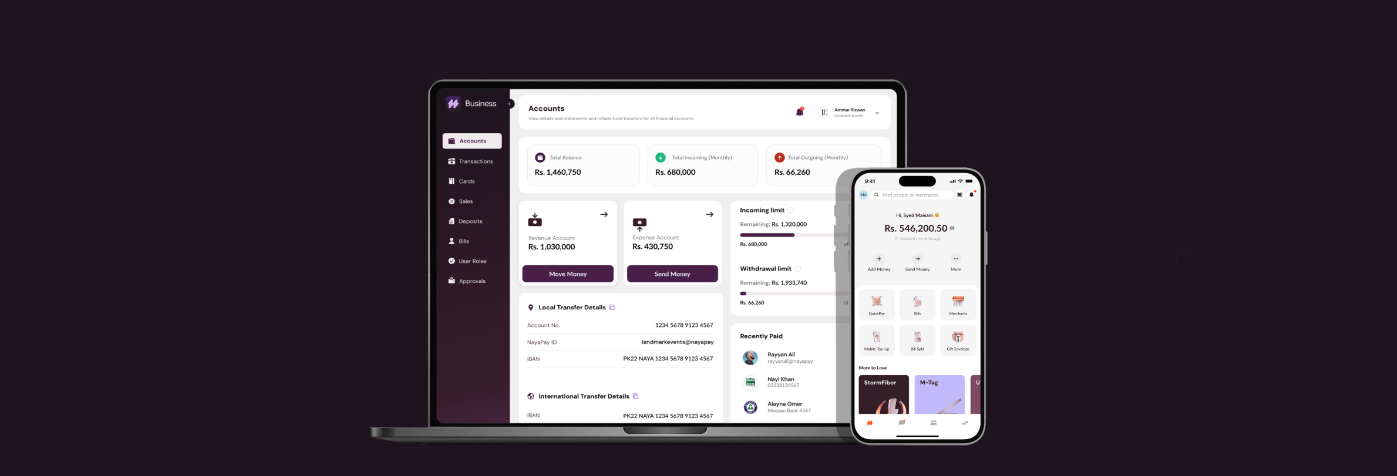 Business
Accounts
Transactions
Cards
Sales
Deposits
Bills
User Roles
Approvals
Accounts
View details and statements and initiate fund transfers for all financial accounts
Ammar Rizwan
Landmark Events
Total Balance
Rs. 1,460,750
Total Incoming (Monthly)
Rs. 680,000
Total Outgoing (Monthly)
Rs. 66,260
Revenue Account
Rs. 1,030,000
Move Money
Expense Account
Rs. 430,750
Send Money
Incoming limit
Remaining: Rs. 1,320,000
Rs. 680,000
of
Withdrawal limit
Remaining: Rs. 1,933,740
Rs. 66,260
of
Local Transfer Details
Account No. 1234 5678 9123 4567
NayaPay ID landmarkevents@nayapay
IBAN PK22 NAYA 1234 5678 9123 4567
International Transfer Details
IBAN PK22 NAYA 1234 5678 9123 4567
Recently Paid
Rayyan Ali
rayyanali@nayapay
Nayl Khan
03338134567
Alayna Omer
Meezan Bank 4567
9:41
MA
Find people or merchants
Hi, Syed Maisam
Rs. 546,200.50
Add Money
Send Money
More
QuickPay
Bills
Merchants
Mobile Top Up
Bill Split
Gift Envelope
More to Love
StormFiber
M-Tag
U